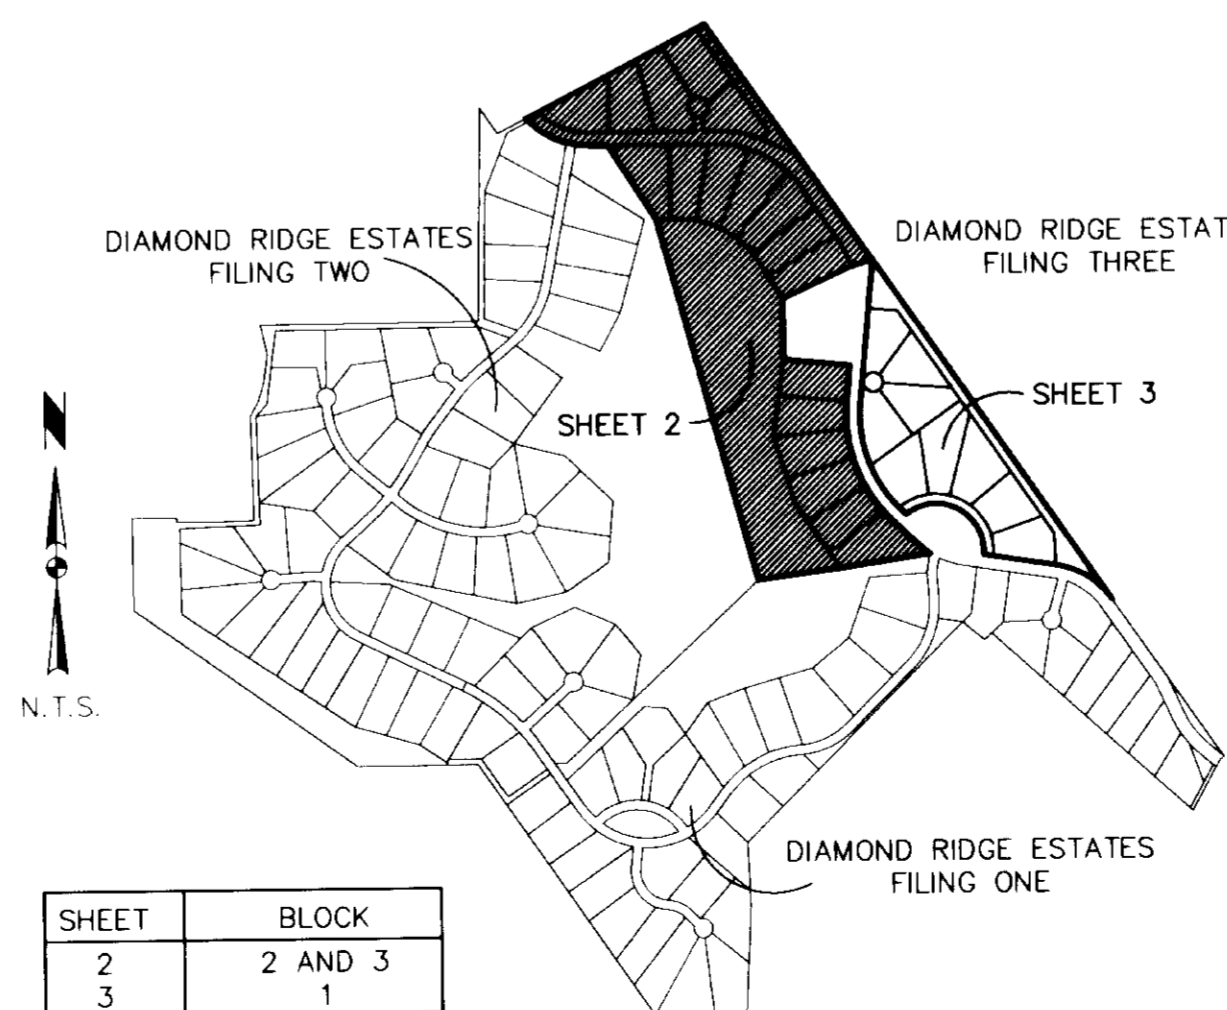 DIAMOND RIDGE ESTATES
FILING TWO
DIAMOND RIDGE ESTAT
FILING THREE
SHEET 2
SHEET 3
N
N.T.S.
DIAMOND RIDGE ESTATES
FILING ONE
SHEET BLOCK
2 2 AND 3
3 1